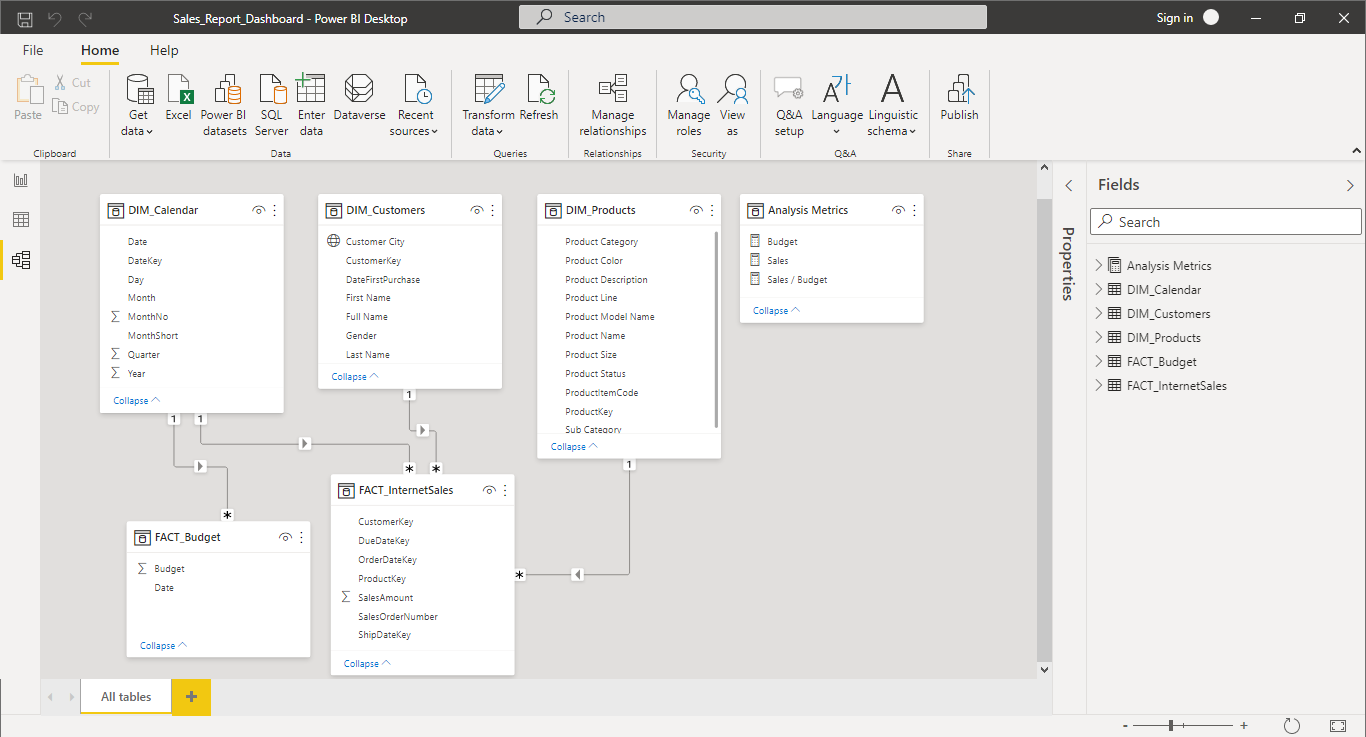 Sales_Report_Dashboard - Power BI Desktop
Search
Sign in
File
Home
Help
Paste
Cut
Copy
Get data
Excel
Power BI datasets
SQL Server
Enter data
Dataverse
Recent sources
Transform data
Refresh
Manage relationships
Manage roles
View as
Q&A setup
Language
Linguistic schema
Publish
Clipboard
Data
Queries
Relationships
Security
Q&A
Share
DIM_Calendar
Date
DateKey
Day
Month
MonthNo
MonthShort
Quarter
Year
Collapse
DIM_Customers
Customer City
CustomerKey
DateFirstPurchase
First Name
Full Name
Gender
Last Name
Collapse
DIM_Products
Product Category
Product Color
Product Description
Product Line
Product Model Name
Product Name
Product Size
Product Status
ProductItemCode
ProductKey
Sub Category
Collapse
Analysis Metrics
Budget
Sales
Sales / Budget
Collapse
1
1
1
1
*
*
*
*
FACT_Budget
Budget
Date
Collapse
FACT_InternetSales
CustomerKey
DueDateKey
OrderDateKey
ProductKey
SalesAmount
SalesOrderNumber
ShipDateKey
Collapse
Properties
Fields
Search
Analysis Metrics
DIM_Calendar
DIM_Customers
DIM_Products
FACT_Budget
FACT_InternetSales
All tables
+
- +